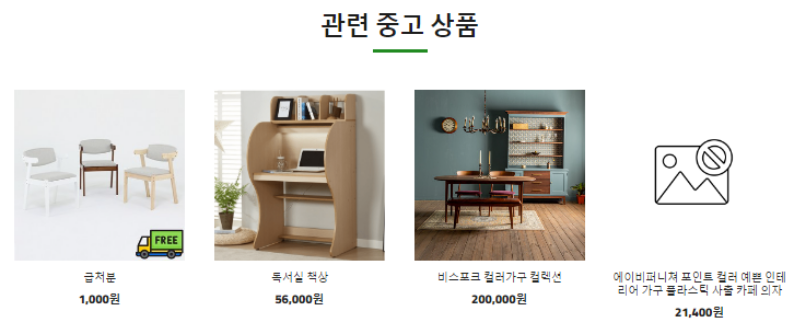 관련 중고 상품
FREE
급처분
1,000원
독서실 책상
56,000원
비스포크 컬러가구 컬렉션
200,000원
에이비퍼니쳐 포인트 컬러 예쁜 인테
리어 가구 플라스틱 사출 카페 의자
21,400원